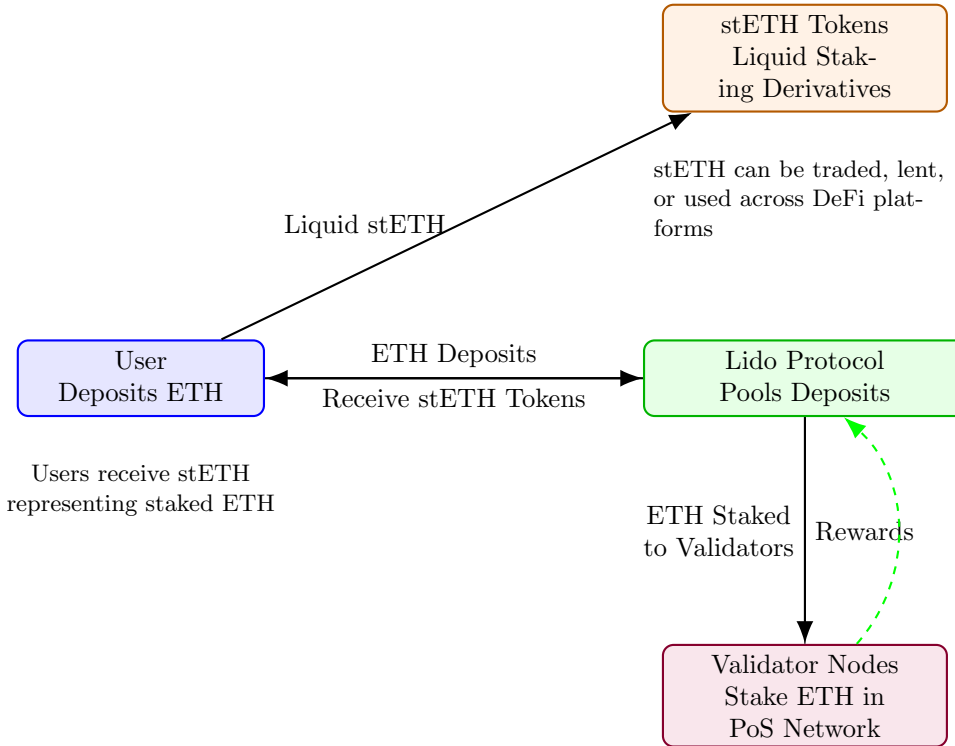 stETH Tokens
Liquid Stak-
ing Derivatives
stETH can be traded, lent,
or used across DeFi plat-
forms
Liquid stETH
User
Deposits ETH
ETH Deposits
Receive stETH Tokens
Lido Protocol
Pools Deposits
Users receive stETH
representing staked ETH
ETH Staked
to Validators
Rewards
Validator Nodes
Stake ETH in
PoS Network